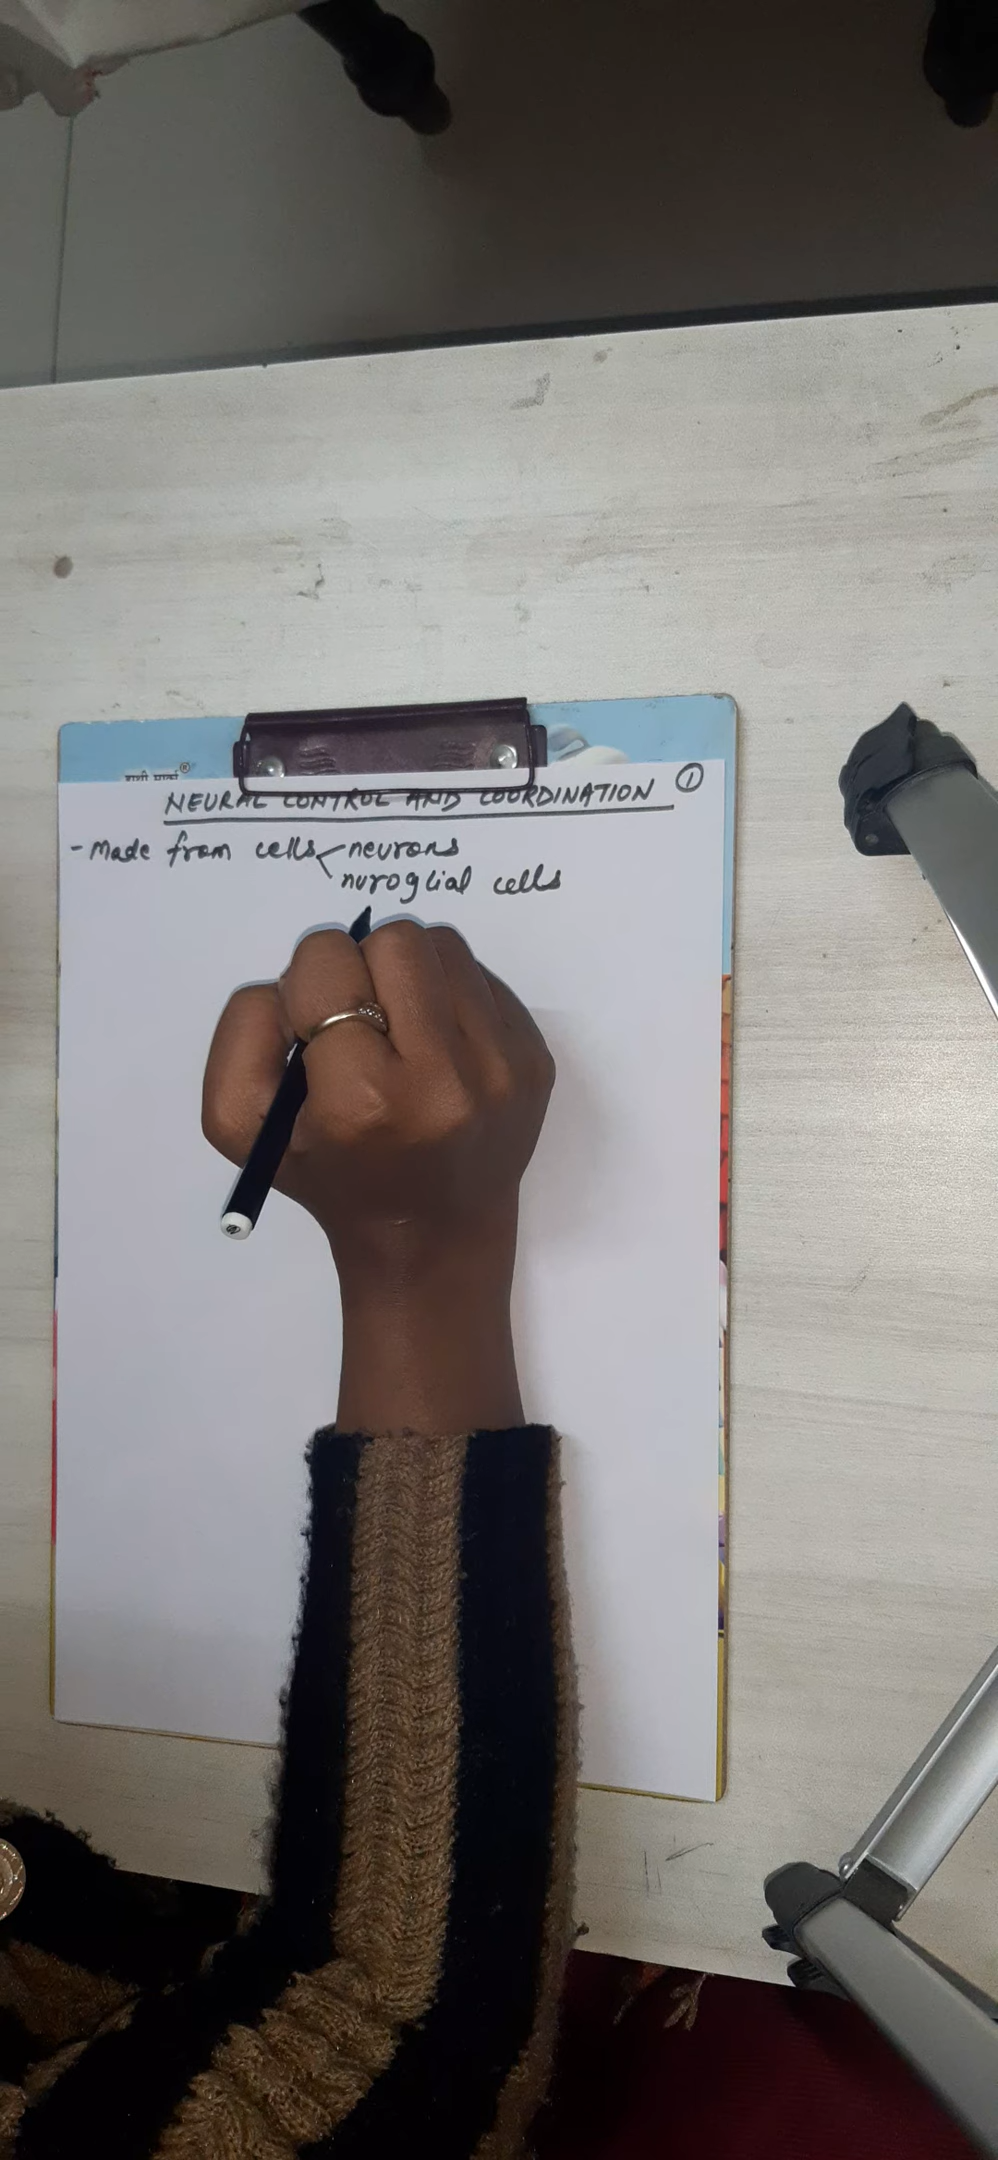 हाथी मार्का®
NEURAL CONTROL AND COORDINATION ①
- Made from cells neurons
nuroglial cells